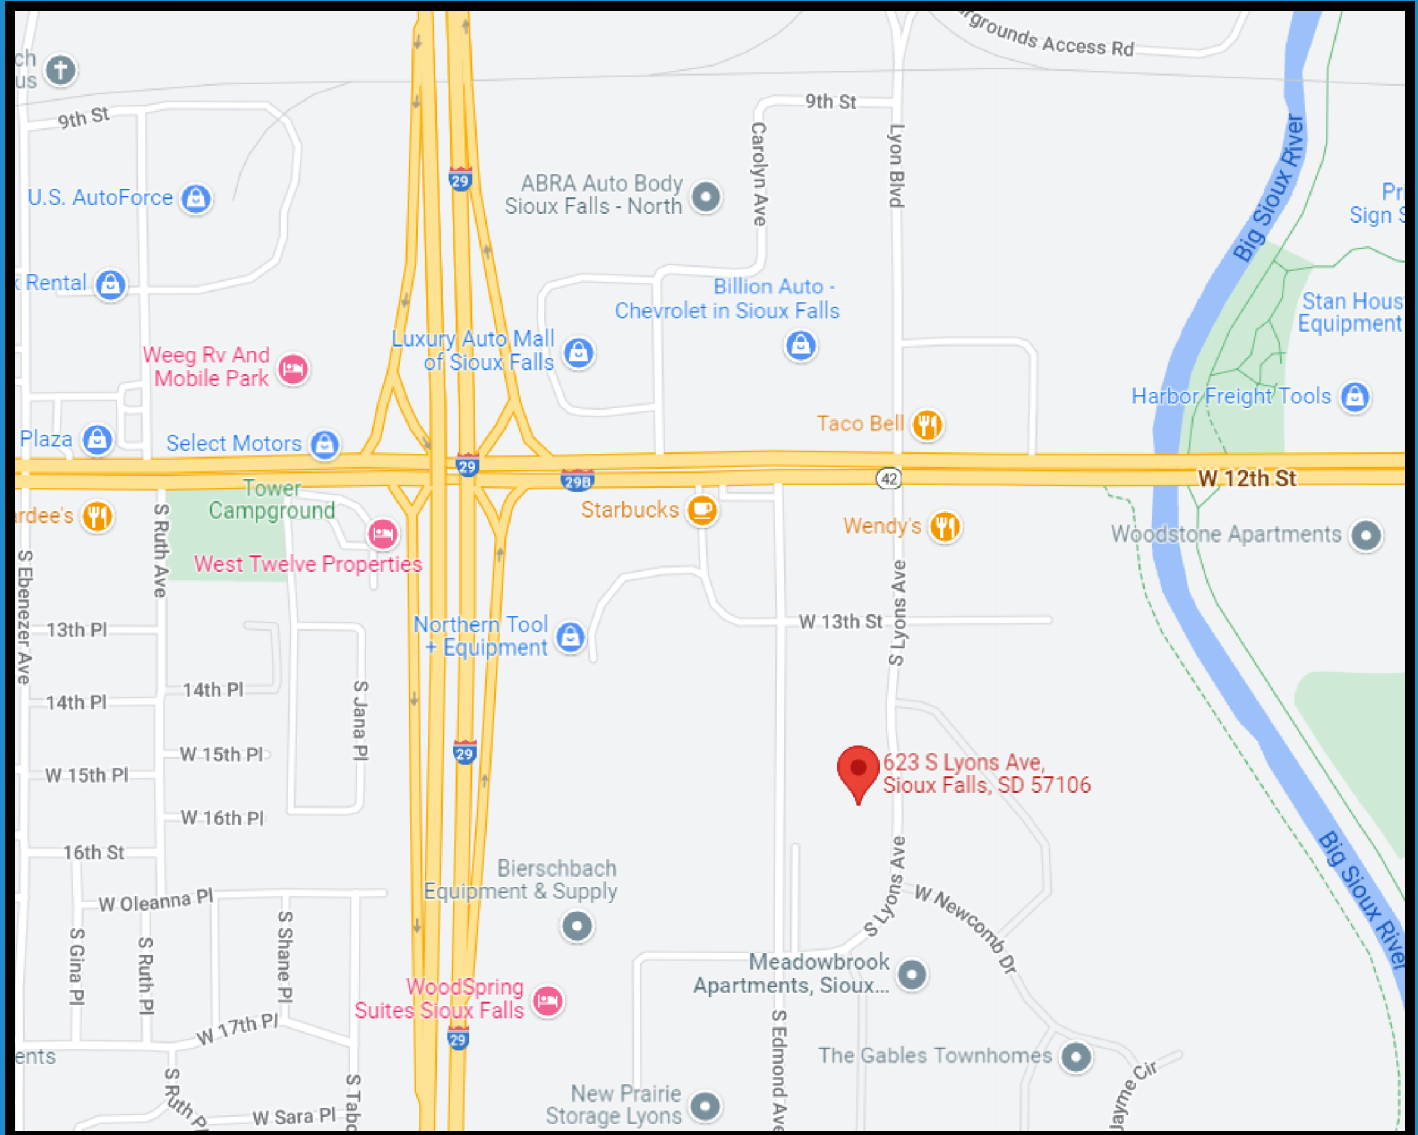 ch
us
9th St
U.S. AutoForce
Rental
Weeg Rv And
Mobile Park
Plaza
Select Motors
29
ABRA Auto Body
Sioux Falls - North
Luxury Auto Mall
of Sioux Falls
9th St
Carolyn Ave
Lyon Blvd
rgrounds Access Rd
Billion Auto -
Chevrolet in Sioux Falls
Taco Bell
Big Sioux River
Pr
Sign S
Stan Hous
Equipment
Harbor Freight Tools
29
29B
42
W 12th St
rdee's
Tower
Campground
West Twelve Properties
Starbucks
Wendy's
Woodstone Apartments
S Ebenezer Ave
S Ruth Ave
13th Pl
14th Pl
14th Pl
S Jana Pl
W 15th Pl
W 15th Pl
W 16th Pl
16th St
Northern Tool
+ Equipment
29
W 13th St
S Lyons Ave
623 S Lyons Ave,
Sioux Falls, SD 57106
W Oleanna Pl
S Gina Pl
S Ruth Pl
S Shane Pl
W 17th Pl
Bierschbach
Equipment & Supply
WoodSpring
Suites Sioux Falls
29
S Lyons Ave
W Newcomb Dr
Meadowbrook
Apartments, Sioux...
Big Sioux River
ents
S Ruth Pl
W Sara Pl
S Tabo
New Prairie
Storage Lyons
S Edmond Ave
The Gables Townhomes
Jayme Cir